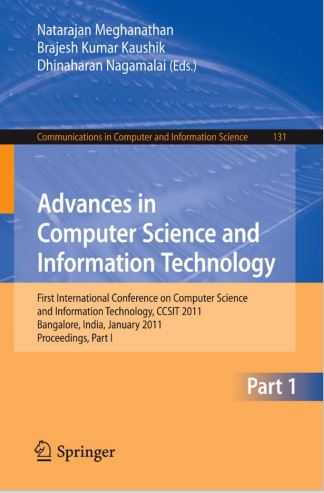 Natarajan Meghanathan
Brajesh Kumar Kaushik
Dhinaharan Nagamalai (Eds.)
Communications in Computer and Information Science 131
Advances in
Computer Science and
Information Technology
First International Conference on Computer Science
and Information Technology, CCSIT 2011
Bangalore, India, January 2011
Proceedings, Part I
Part 1
Springer